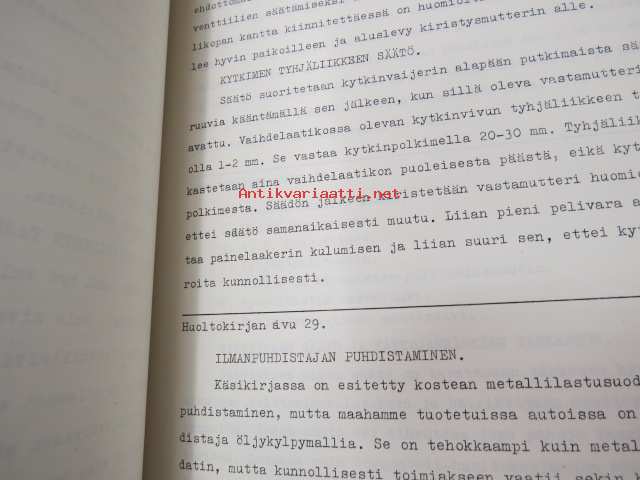 ehdottoma
venttiilien säätämiseksi
likopan kantta kiinnitettäessä on huomioi
lee hyvin paikoilleen ja aluslevy kiristysmutterin alle.
KYTKIMEN TYHJÄLIIKKEEN SÄÄTÖ.
Säätö suoritetaan kytkinvaijerin alapään putkimaista sä
ruuvia kääntämällä sen jälkeen, kun sillä oleva vastamutteri
avattu. Vaihdelaatikossa olevan kytkinvivun tyhjäliikkeen t
olla 1-2 mm. Se vastaa kytkinpolkimella 20-30 mm. Tyhjäliik
kastetaan aina vaihdelaatikon puoleisesta päästä, eikä kyt
Antikvariaatti.net
polkimesta. Säädön jälkeen kiristetään vastamutteri huomio
ettei säätö samanaikaisesti muutu. Liian pieni pelivara a
taa painelaakerin kulumisen ja liian suuri sen, ettei ky
roita kunnollisesti.
Huoltokirjan sivu 29.
ILMANPUHDISTAJAN PUHDISTAMINEN.
Käsikirjassa on esitetty kostean metallilastusuod
puhdistaminen, mutta maahamme tuotetuissa autoissa on
distaja öljykylpymallia. Se on tehokkaampi kuin metal
datin, mutta kunnollisesti toimiakseen vaatii sekin